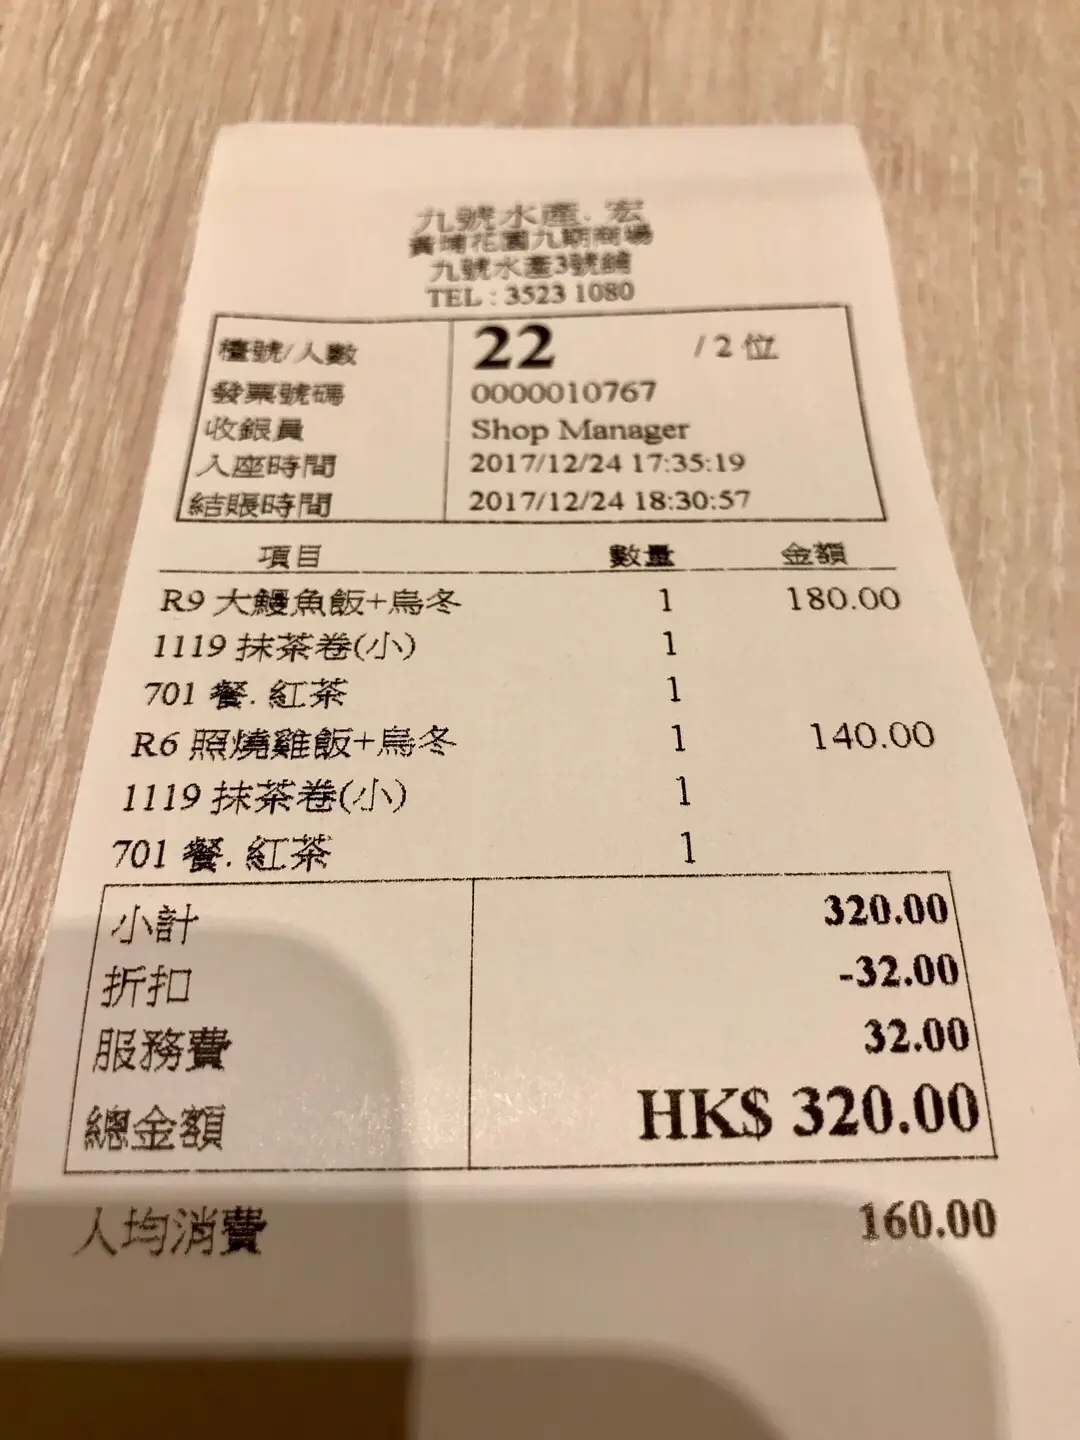 九號水產. 宏
黃埔花園九期商場
九號水產3號舖
TEL : 3523 1080
檯號/人數 22 / 2 位
發票號碼 0000010767
收銀員 Shop Manager
入座時間 2017/12/24 17:35:19
結賬時間 2017/12/24 18:30:57
項目 數量 金額
R9 大鰻魚飯+烏冬 1 180.00
1119 抹茶卷(小) 1
701 餐. 紅茶 1
R6 照燒雞飯+烏冬 1 140.00
1119 抹茶卷(小) 1
701 餐. 紅茶 1
小計 320.00
折扣 -32.00
服務費 32.00
總金額 HK$ 320.00
人均消費 160.00